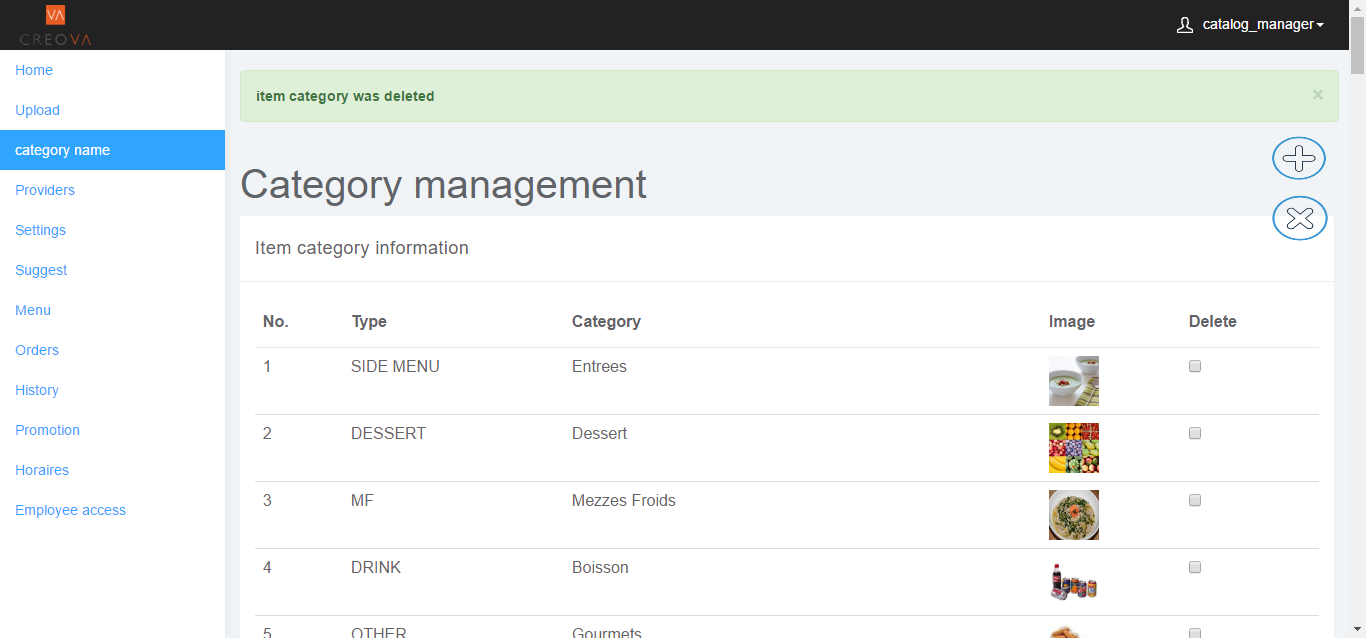 VA
CREOVA
catalog_manager
Home
Upload
category name
Providers
Settings
Suggest
Menu
Orders
History
Promotion
Horaires
Employee access
item category was deleted ×
Category management
Item category information
No. Type Category Image Delete
1 SIDE MENU Entrees
2 DESSERT Dessert
3 MF Mezzes Froids
4 DRINK Boisson
5 OTHER Gourmets